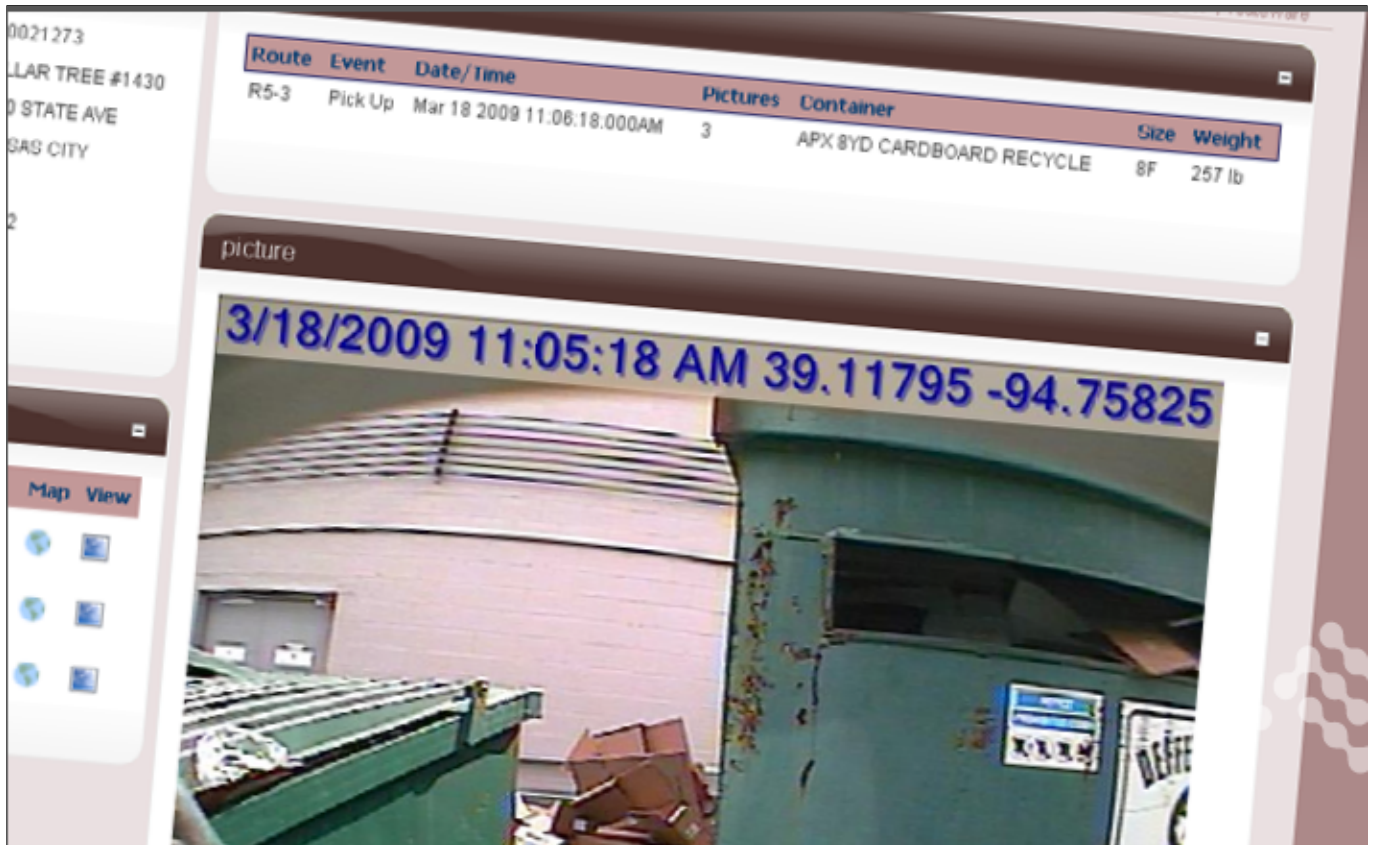 0021273
LLAR TREE #1430
0 STATE AVE
SAS CITY
2
Route Event Date/Time Pictures Container Size Weight
R5-3 Pick Up Mar 18 2009 11:06:18.000AM 3 APX 8YD CARDBOARD RECYCLE 8F 257 lb
picture
3/18/2009 11:05:18 AM 39.11795 -94.75825
Map View
DEFFE